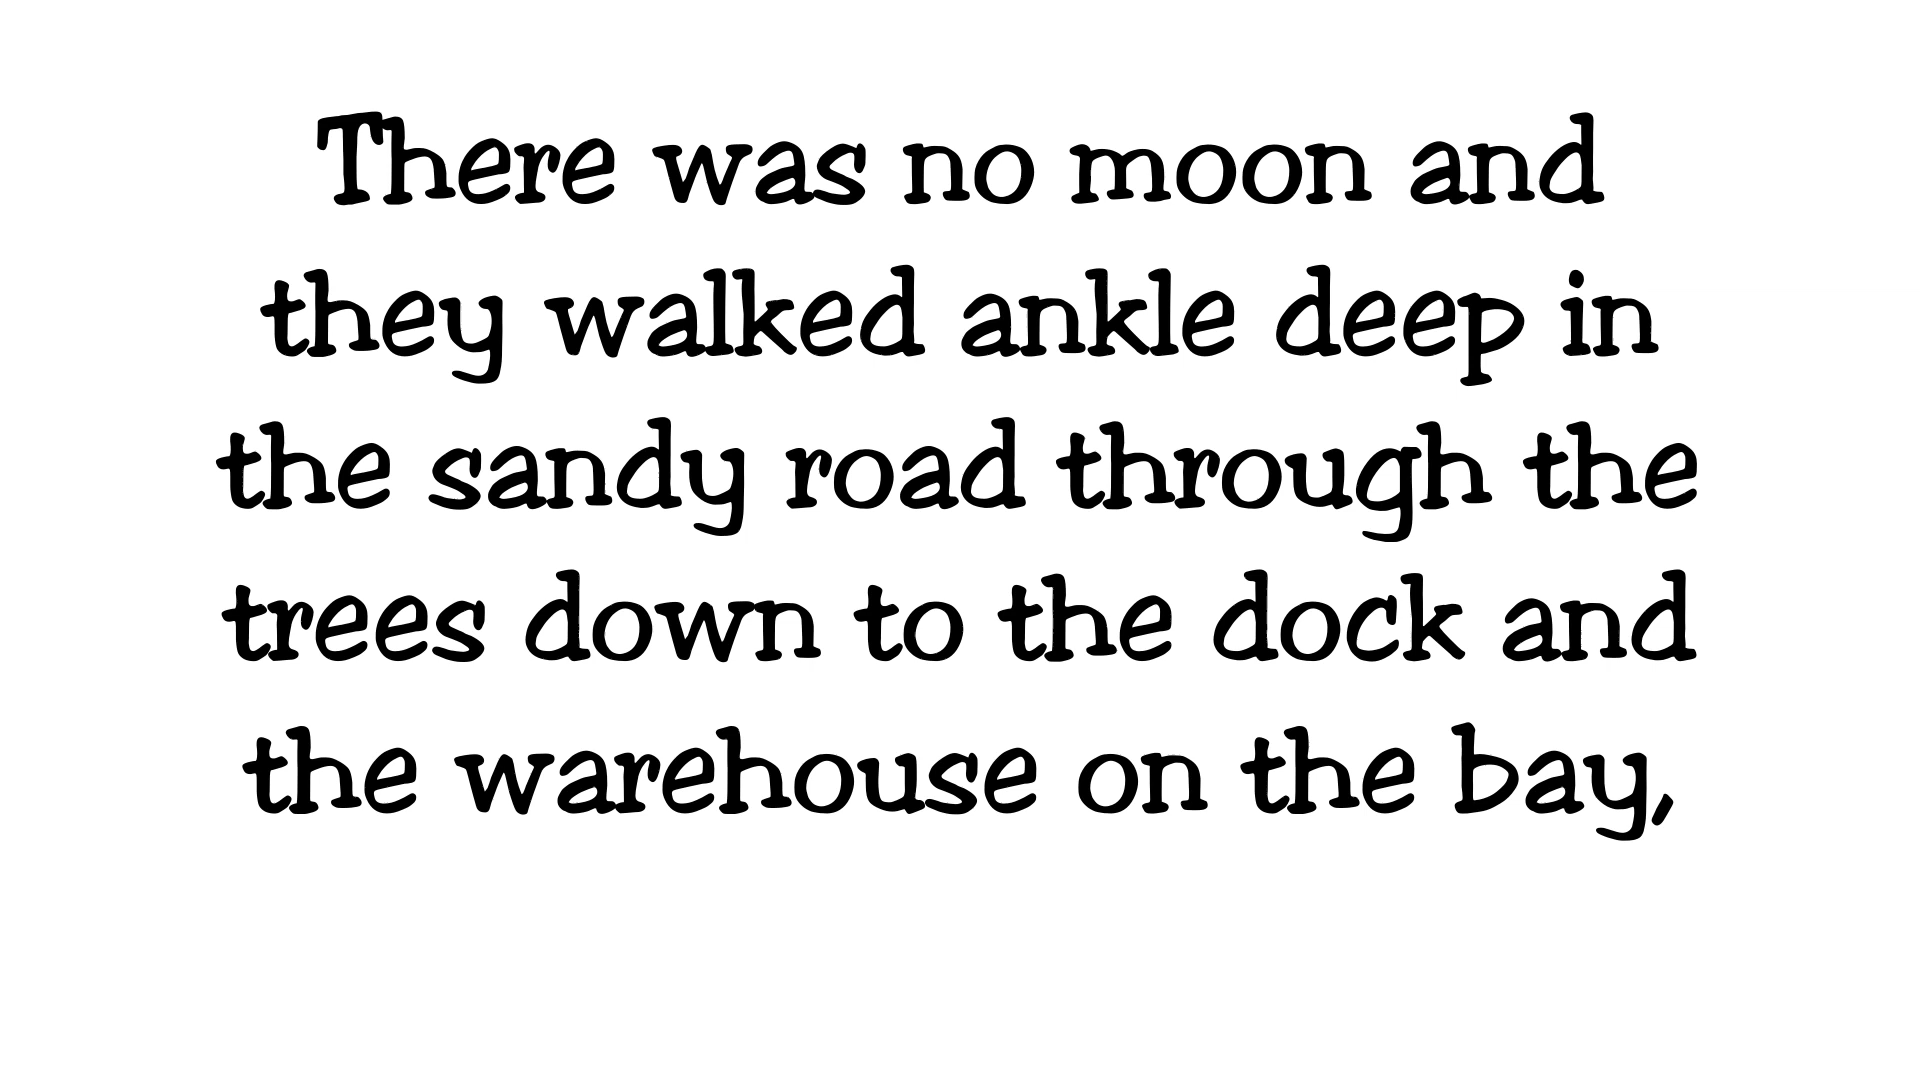 There was no moon and
they walked ankle deep in
the sandy road through the
trees down to the dock and
the warehouse on the bay,